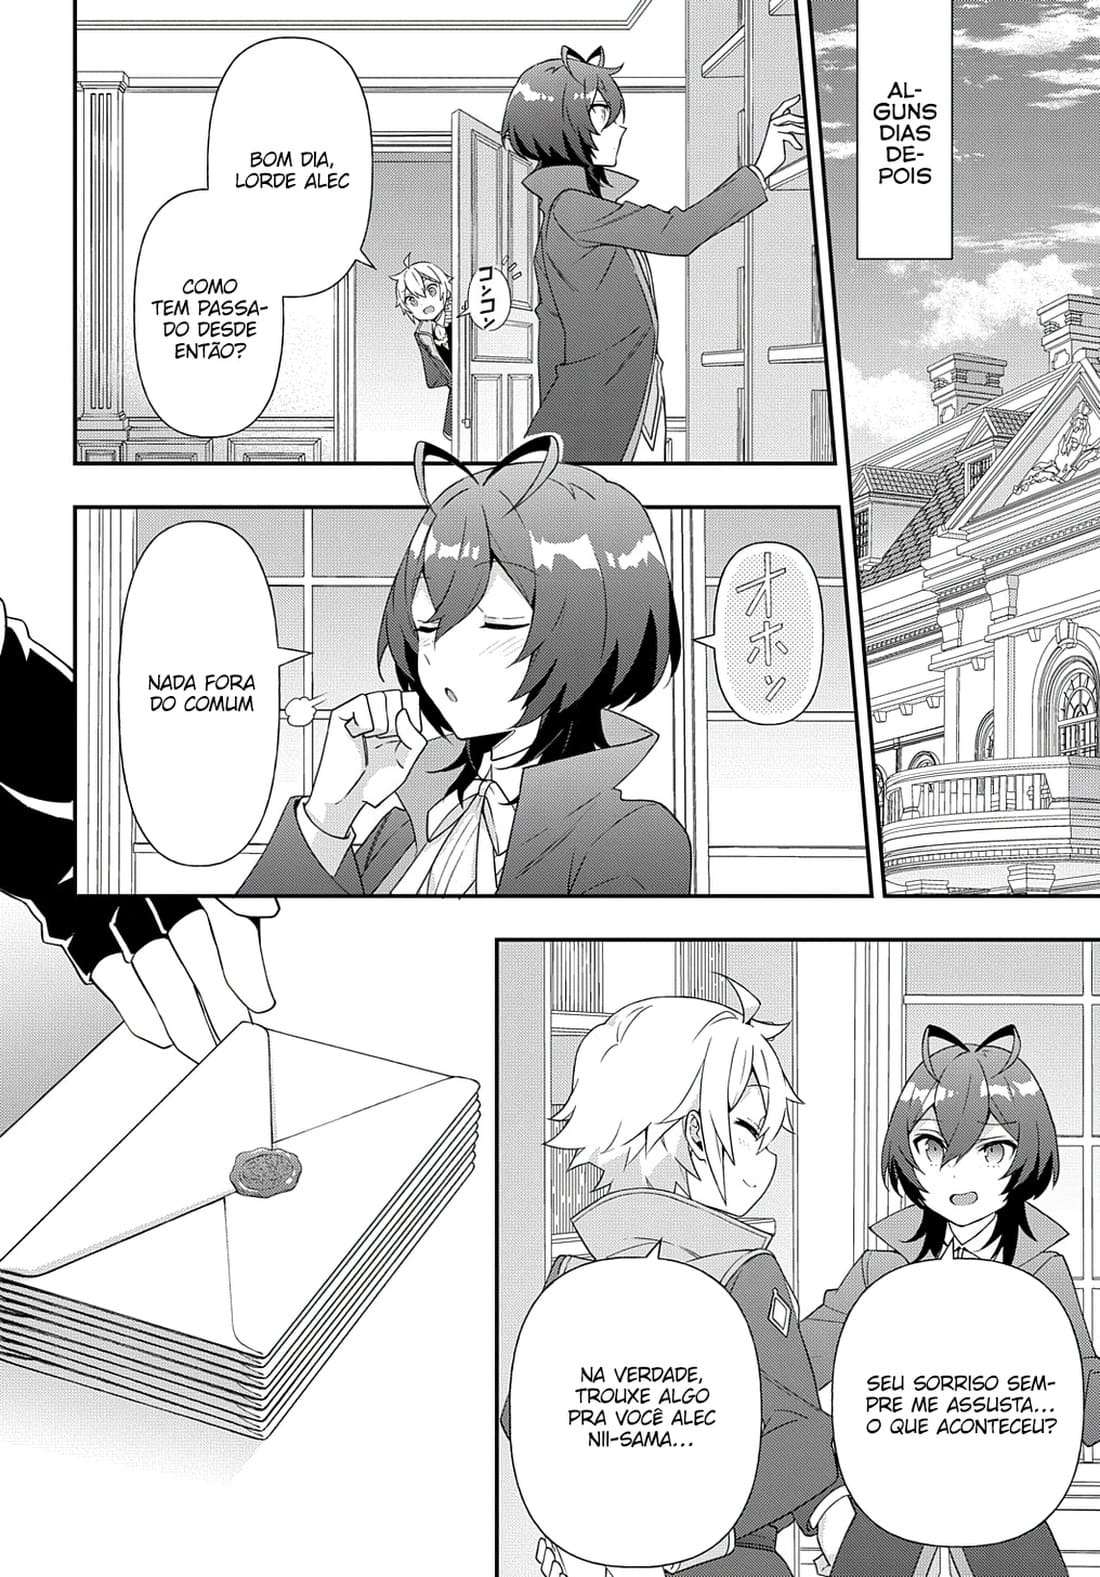 AL-
GUNS
DIAS
DE-
POIS
BOM DIA,
LORDE ALEC
コンコン
COMO
TEM PASSA-
DO DESDE
ENTÃO?
オホン
NADA FORA
DO COMUM
SEU SORRISO SEM-
PRE ME ASSUSTA...
O QUE ACONTECEU?
NA VERDADE,
TROUXE ALGO
PRA VOCÊ ALEC
NII-SAMA...